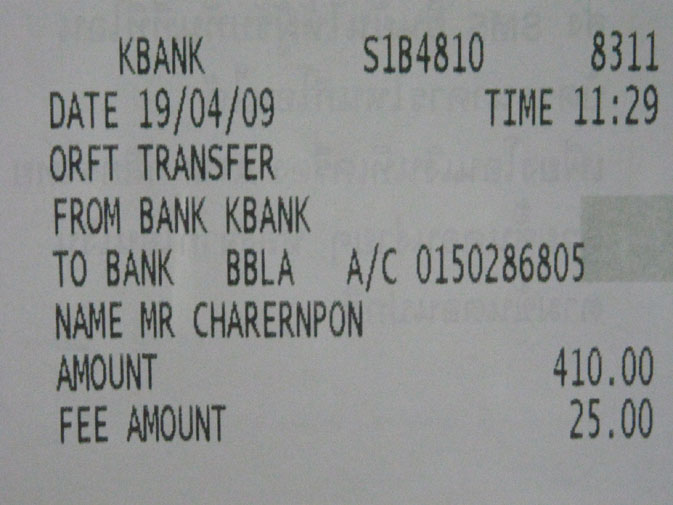 KBANK S1B4810 8311
DATE 19/04/09 TIME 11:29
ORFT TRANSFER
FROM BANK KBANK
TO BANK BBLA A/C 0150286805
NAME MR CHARERNPON
AMOUNT 410.00
FEE AMOUNT 25.00